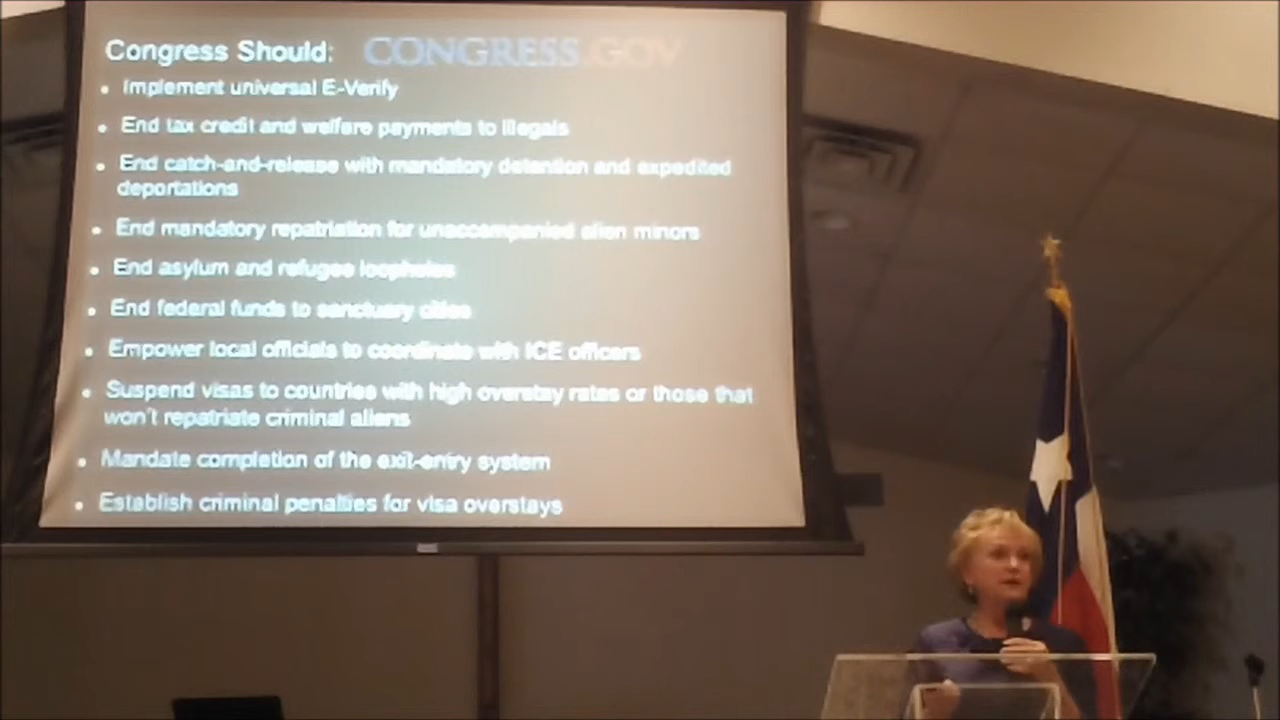 Congress Should: CONGRESS.GOV
• Implement universal E-Verify
• End tax credit and welfare payments to illegals
• End catch-and-release with mandatory detention and expedited
deportations
• End mandatory repatriation for unaccompanied alien minors
• End asylum and refugee loopholes
• End federal funds to sanctuary cities
• Empower local officials to coordinate with ICE officers
• Suspend visas to countries with high overstay rates or those that
won't repatriate criminal aliens
• Mandate completion of the exit-entry system
• Establish criminal penalties for visa overstays